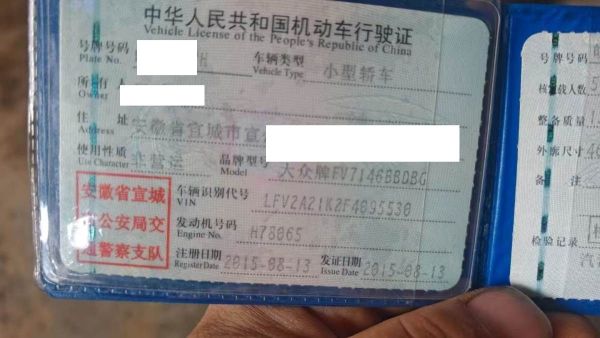 中华人民共和国机动车行驶证
Vehicle License of the People's Republic of China
号牌号码
Plate No.
车辆类型 小型轿车
Vehicle Type
所有人
Owner
住 址 安徽省宣城市宣
Address
使用性质 非营运 品牌型号 大众牌FV7146BBDBG
Use Character Model
安徽省宣城
市公安局交
通警察支队
车辆识别代号 LFV2A21K2F4095530
VIN
发动机号码 H78065
Engine No.
注册日期 2015-08-13 发证日期 2015-08-13
Register Date Issue Date
号牌号码
核定载人数 5
整备质量
外廓尺寸
备 注
检验记录